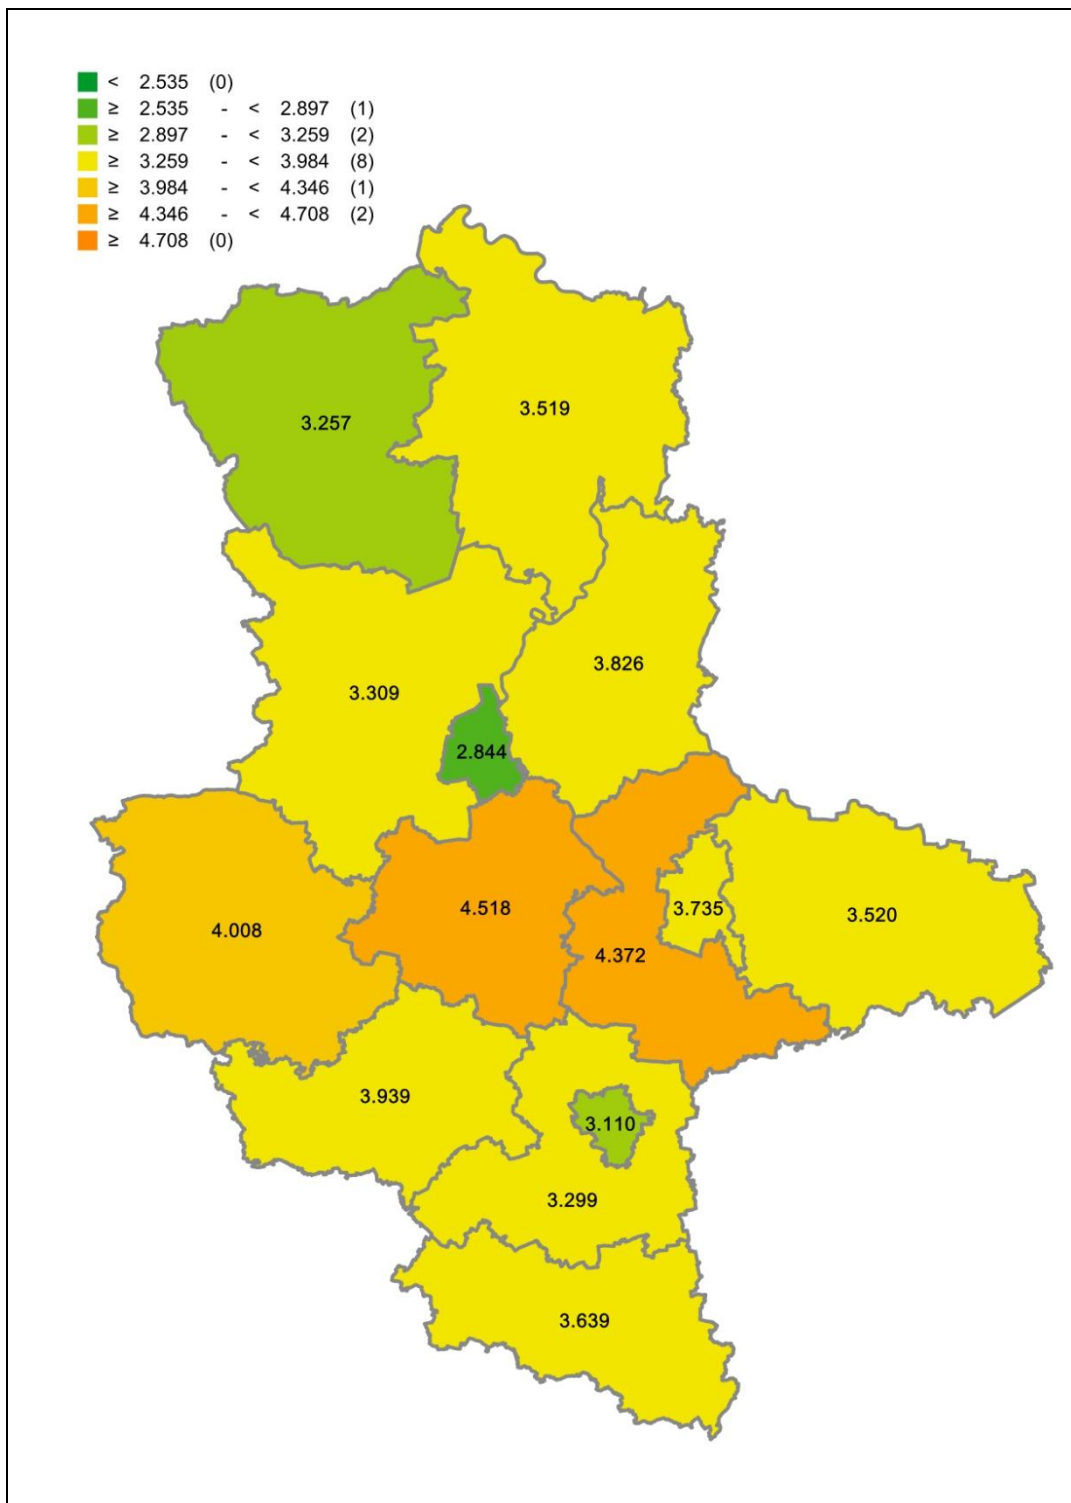 < 2.535 (0)
≥ 2.535 - < 2.897 (1)
≥ 2.897 - < 3.259 (2)
≥ 3.259 - < 3.984 (8)
≥ 3.984 - < 4.346 (1)
≥ 4.346 - < 4.708 (2)
≥ 4.708 (0)
3.519
3.257
3.826
3.309
2.844
4.518
3.735
3.520
4.008
4.372
3.939
3.110
3.299
3.639